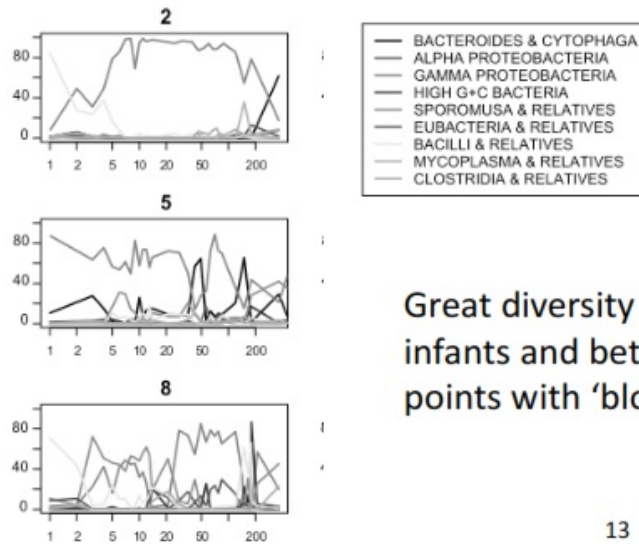 2
80
40
0
1 2 5 10 20 50 200
BACTEROIDES & CYTOPHAGA
ALPHA PROTEOBACTERIA
GAMMA PROTEOBACTERIA
HIGH G+C BACTERIA
SPOROMUSA & RELATIVES
EUBACTERIA & RELATIVES
BACILLI & RELATIVES
MYCOPLASMA & RELATIVES
CLOSTRIDIA & RELATIVES
5
80
40
0
1 2 5 10 20 50 200
Great diversity
infants and bet
points with ‘blo
8
80
40
0
1 2 5 10 20 50 200
13